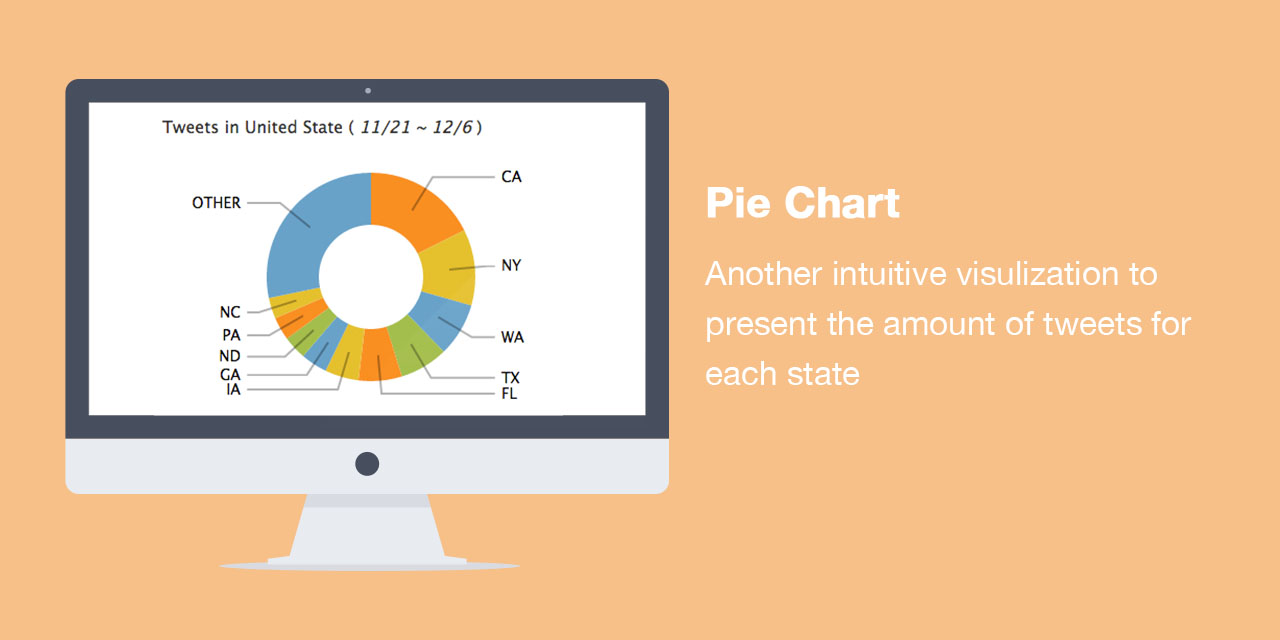 Tweets in United State ( 11/21 ~ 12/6 )
CA
OTHER
NY
NC
PA
WA
ND
GA
TX
IA
FL
Pie Chart
Another intuitive visulization to
present the amount of tweets for
each state